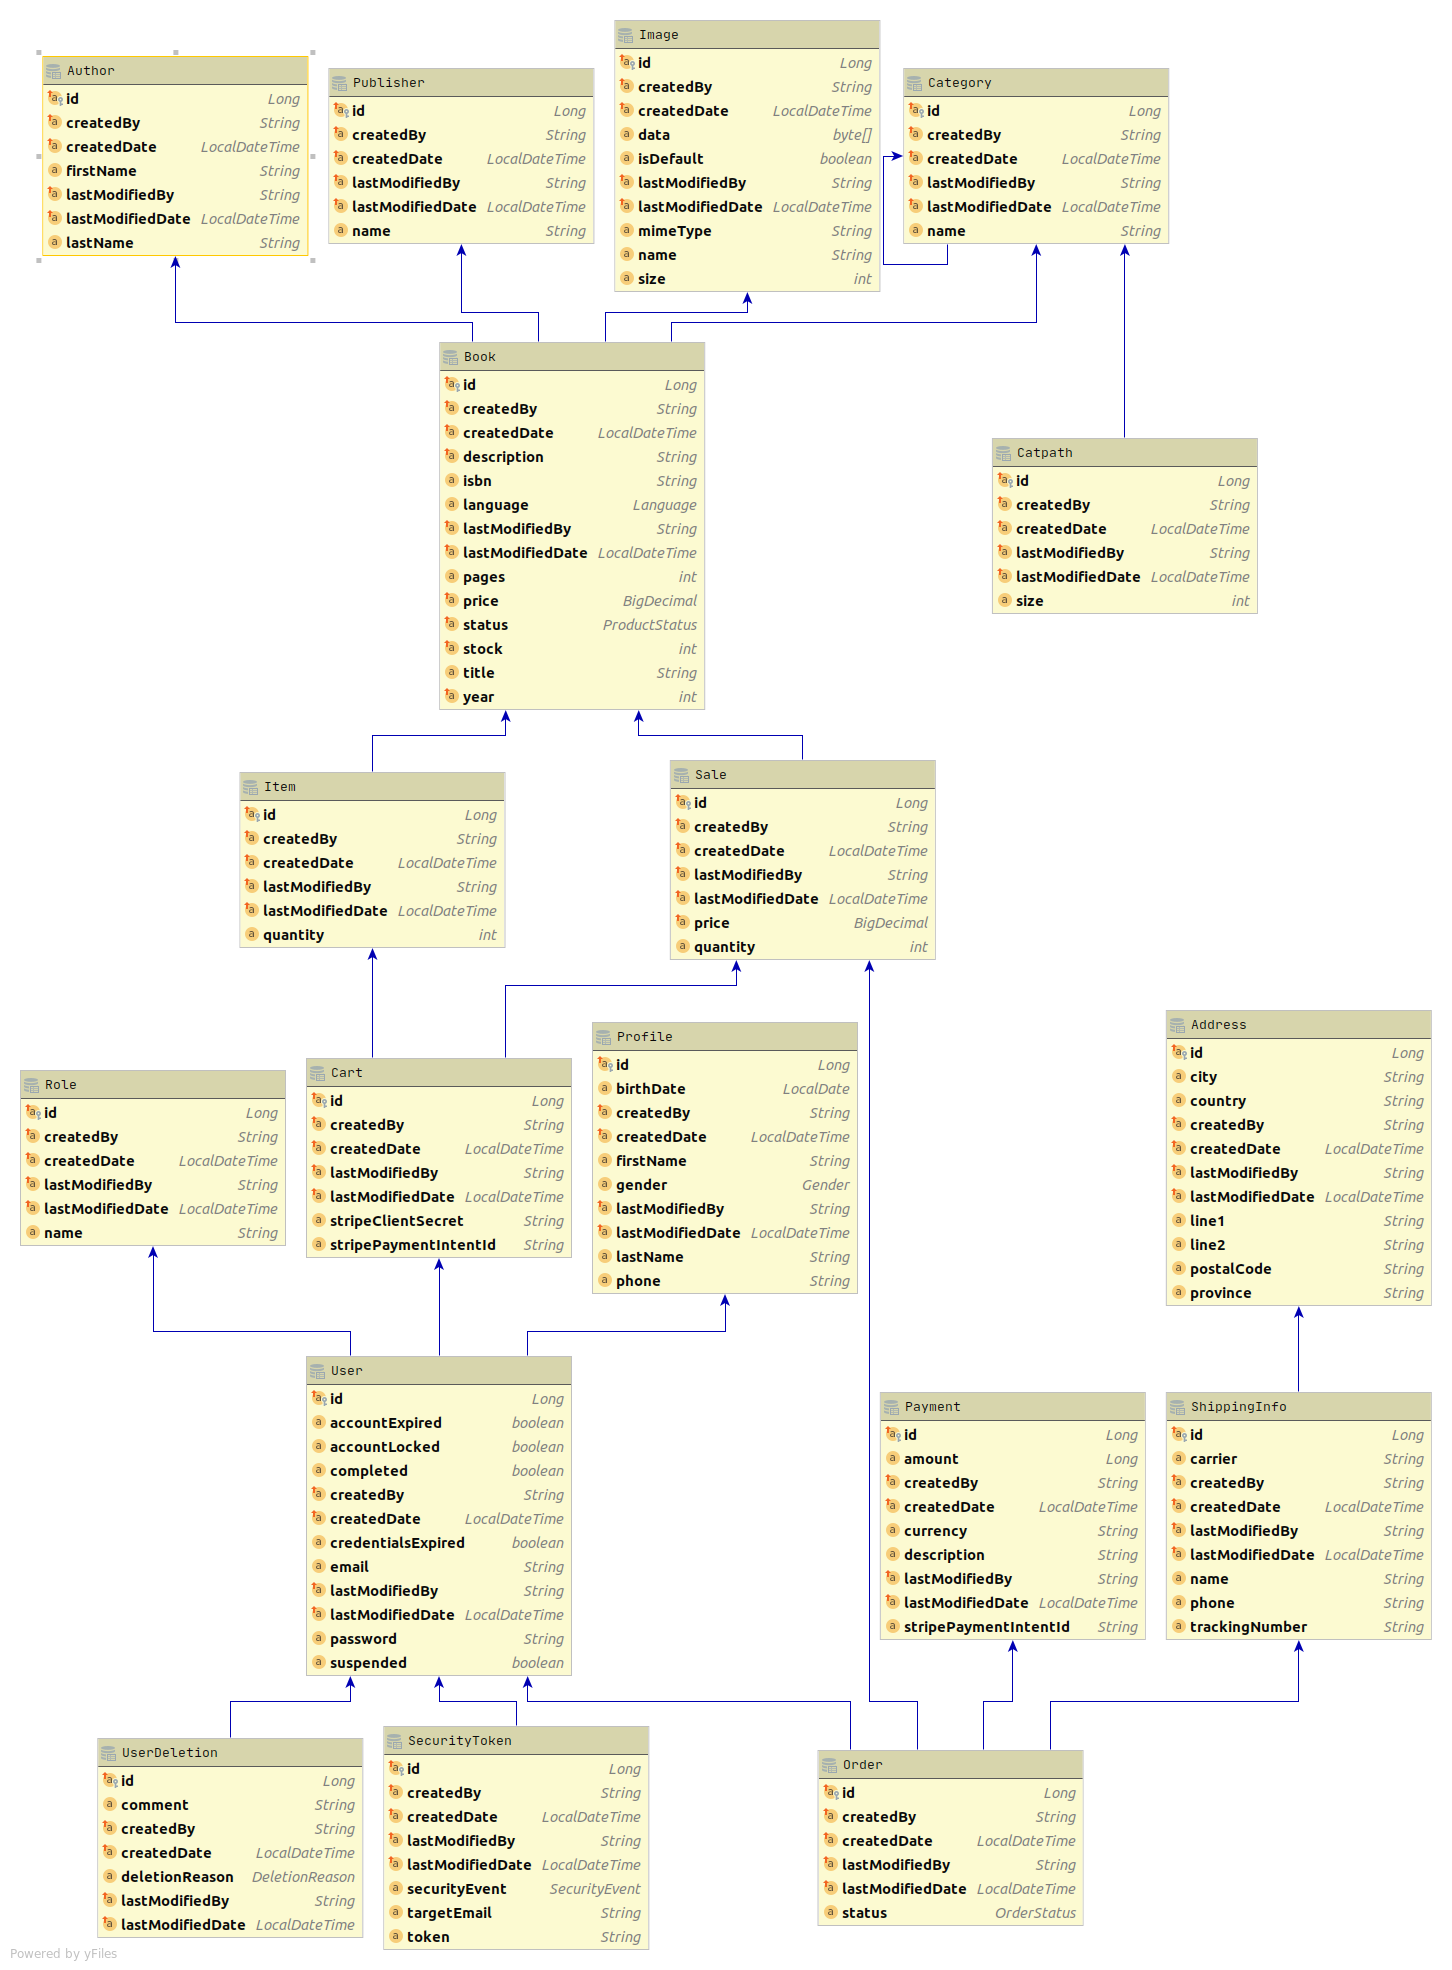 Image
id Long
createdBy String
createdDate LocalDateTime
data byte[]
isDefault boolean
lastModifiedBy String
lastModifiedDate LocalDateTime
mimeType String
name String
size int
Author
id Long
createdBy String
createdDate LocalDateTime
firstName String
lastModifiedBy String
lastModifiedDate LocalDateTime
lastName String
Publisher
id Long
createdBy String
createdDate LocalDateTime
lastModifiedBy String
lastModifiedDate LocalDateTime
name String
Category
id Long
createdBy String
createdDate LocalDateTime
lastModifiedBy String
lastModifiedDate LocalDateTime
name String
Book
id Long
createdBy String
createdDate LocalDateTime
description String
isbn String
language Language
lastModifiedBy String
lastModifiedDate LocalDateTime
pages int
price BigDecimal
status ProductStatus
stock int
title String
year int
Catpath
id Long
createdBy String
createdDate LocalDateTime
lastModifiedBy String
lastModifiedDate LocalDateTime
size int
Item
id Long
createdBy String
createdDate LocalDateTime
lastModifiedBy String
lastModifiedDate LocalDateTime
quantity int
Sale
id Long
createdBy String
createdDate LocalDateTime
lastModifiedBy String
lastModifiedDate LocalDateTime
price BigDecimal
quantity int
Role
id Long
createdBy String
createdDate LocalDateTime
lastModifiedBy String
lastModifiedDate LocalDateTime
name String
Cart
id Long
createdBy String
createdDate LocalDateTime
lastModifiedBy String
lastModifiedDate LocalDateTime
stripeClientSecret String
stripePaymentIntentId String
Profile
id Long
birthDate LocalDate
createdBy String
createdDate LocalDateTime
firstName String
gender Gender
lastModifiedBy String
lastModifiedDate LocalDateTime
lastName String
phone String
Address
id Long
city String
country String
createdBy String
createdDate LocalDateTime
lastModifiedBy String
lastModifiedDate LocalDateTime
line1 String
line2 String
postalCode String
province String
User
id Long
accountExpired boolean
accountLocked boolean
completed boolean
createdBy String
createdDate LocalDateTime
credentialsExpired boolean
email String
lastModifiedBy String
lastModifiedDate LocalDateTime
password String
suspended boolean
Payment
id Long
amount Long
createdBy String
createdDate LocalDateTime
currency String
description String
lastModifiedBy String
lastModifiedDate LocalDateTime
stripePaymentIntentId String
ShippingInfo
id Long
carrier String
createdBy String
createdDate LocalDateTime
lastModifiedBy String
lastModifiedDate LocalDateTime
name String
phone String
trackingNumber String
UserDeletion
id Long
comment String
createdBy String
createdDate LocalDateTime
deletionReason DeletionReason
lastModifiedBy String
lastModifiedDate LocalDateTime
SecurityToken
id Long
createdBy String
createdDate LocalDateTime
lastModifiedBy String
lastModifiedDate LocalDateTime
securityEvent SecurityEvent
targetEmail String
token String
Order
id Long
createdBy String
createdDate LocalDateTime
lastModifiedBy String
lastModifiedDate LocalDateTime
status OrderStatus
Powered by yFiles